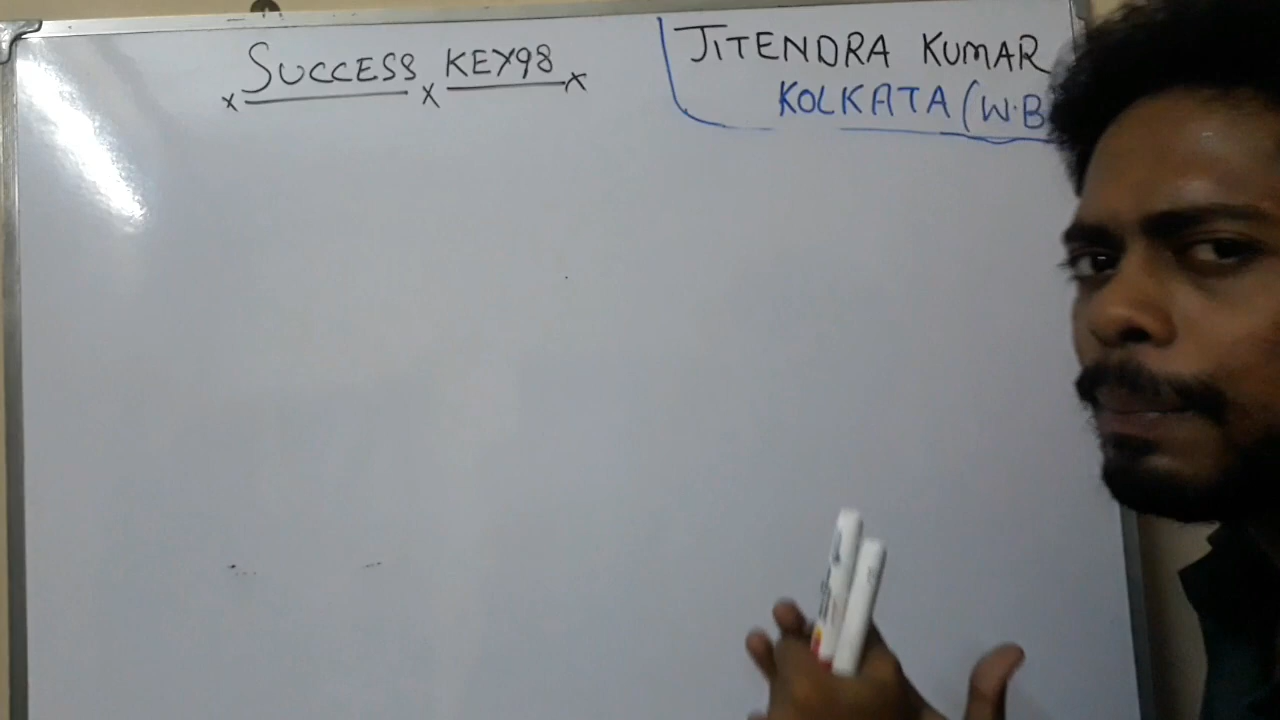 x SUCCESS x KEY98 x
JITENDRA KUMAR
KOLKATA (W.B